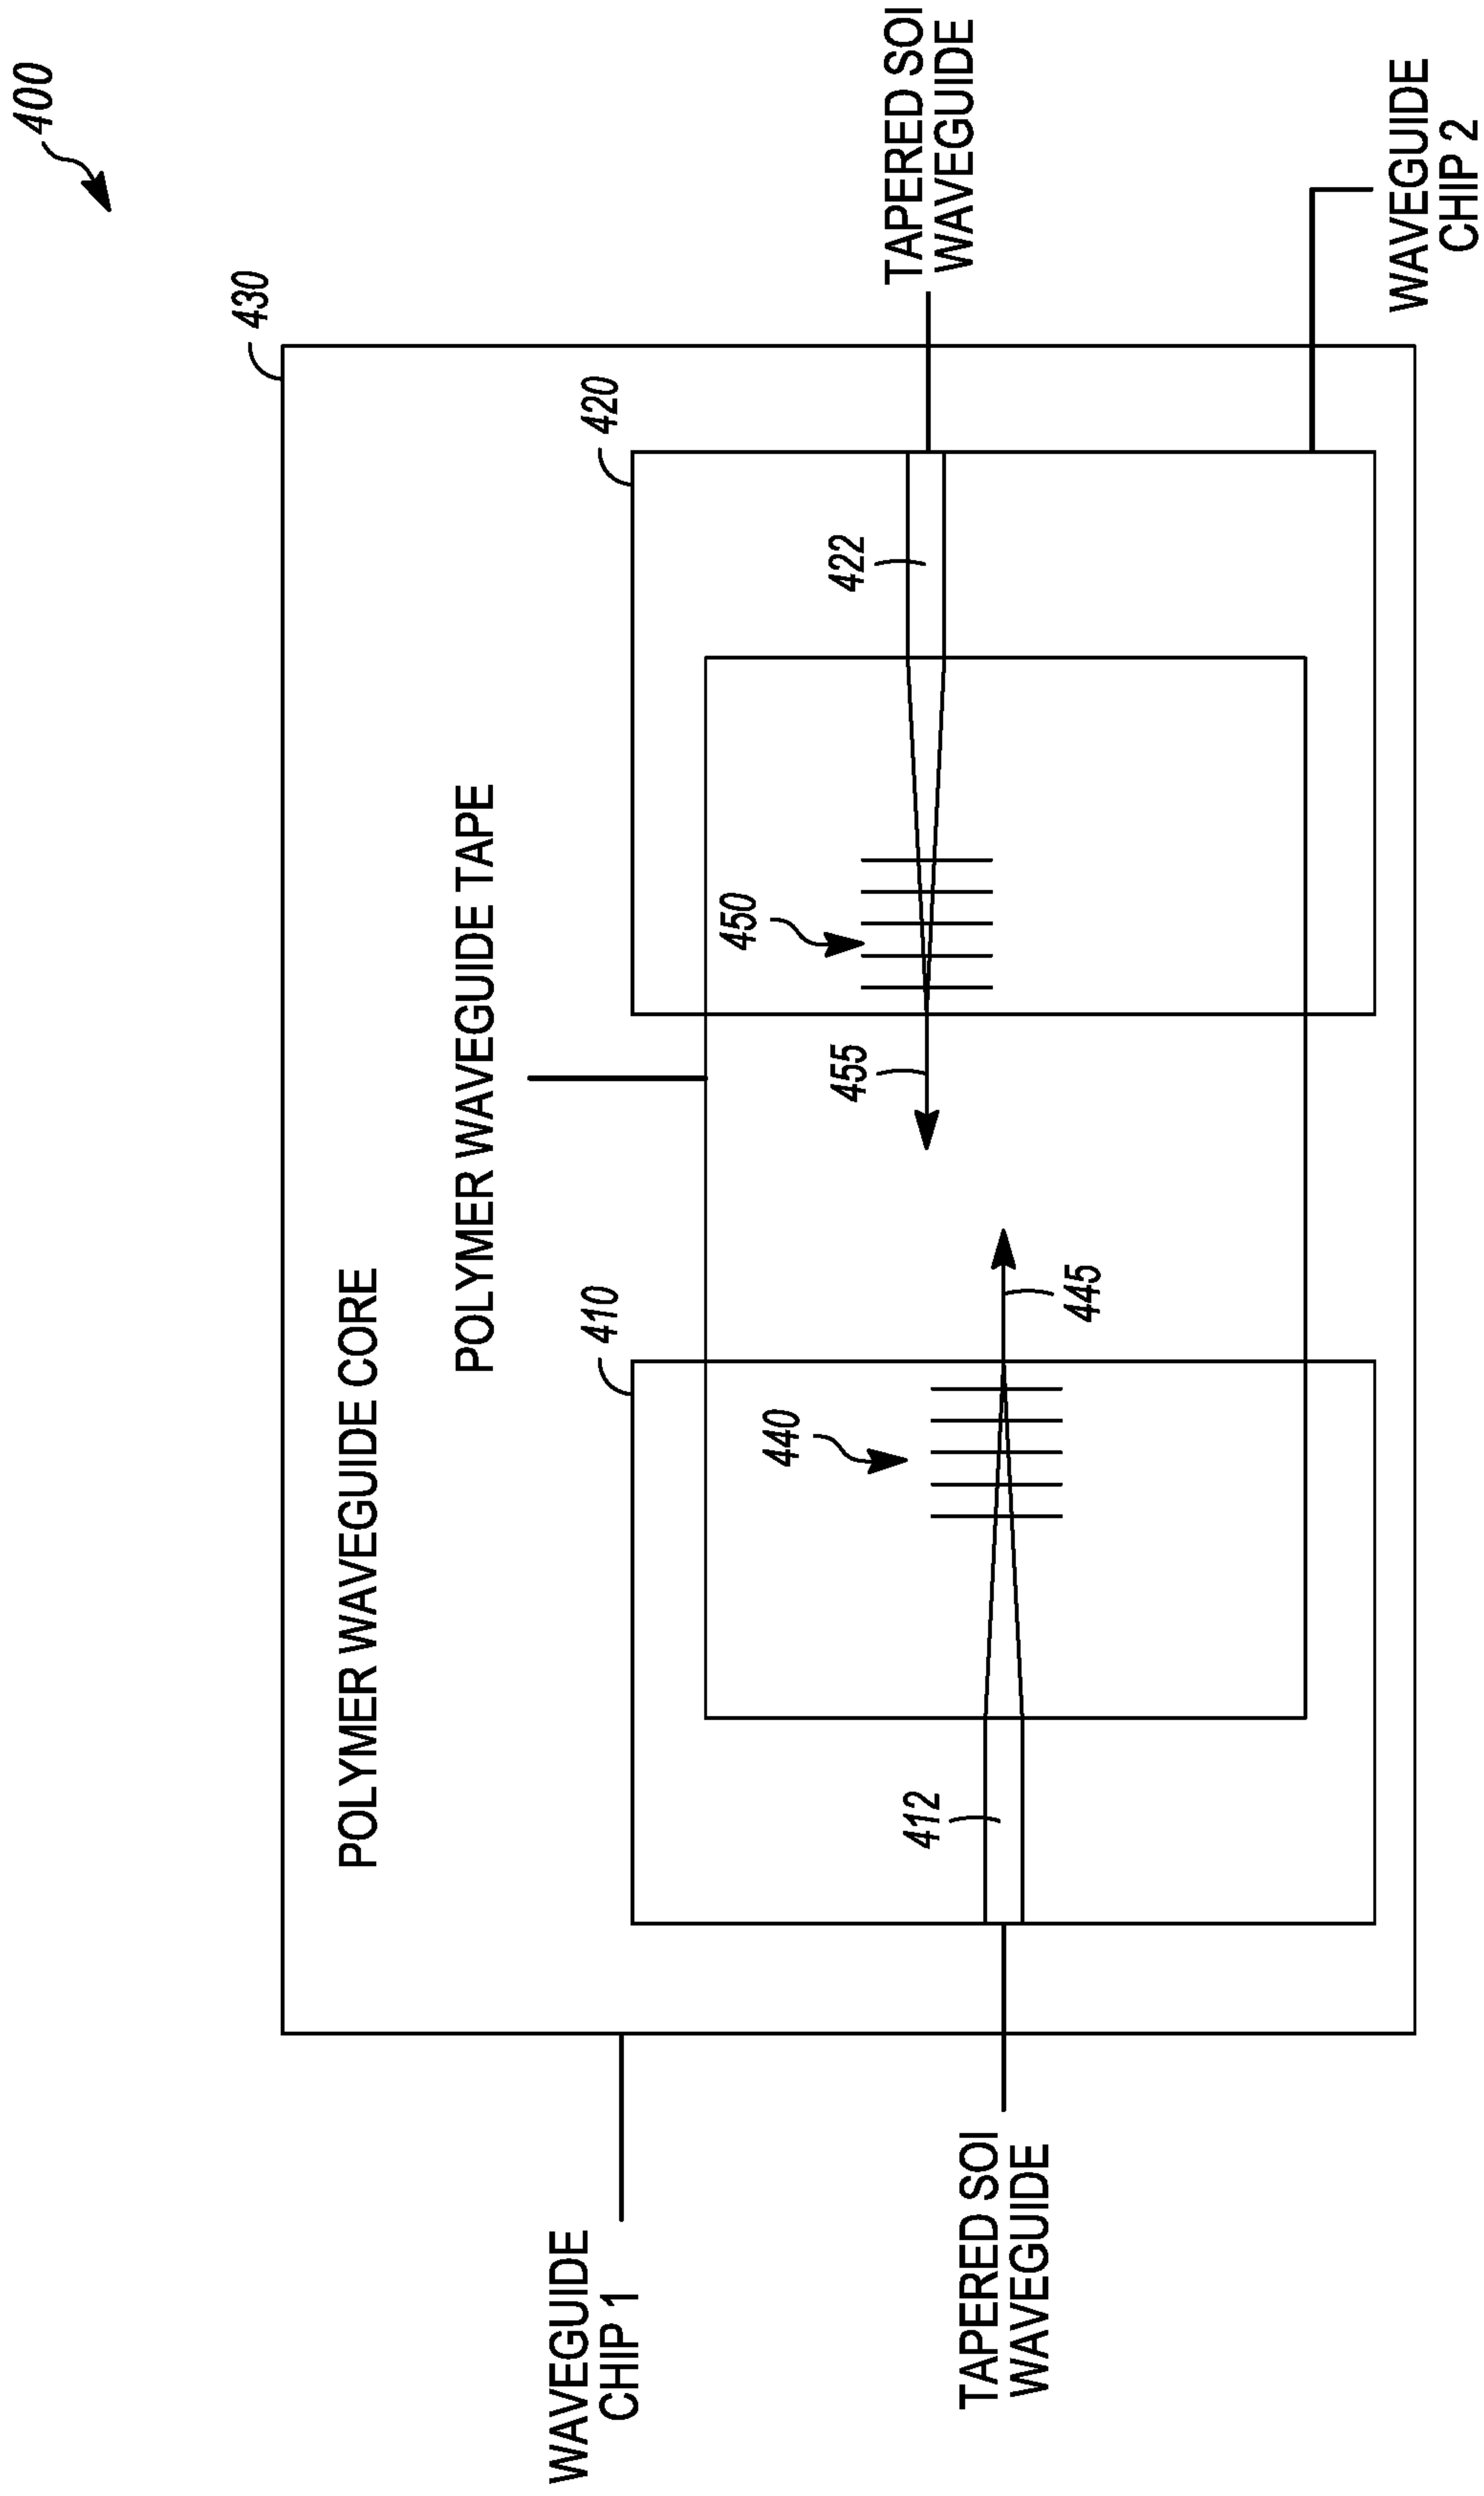 400
430
POLYMER WAVEGUIDE CORE
POLYMER WAVEGUIDE TAPE
WAVEGUIDE
CHIP 1
410
420
440
450
412
422
455
445
TAPERED SOI
WAVEGUIDE
TAPERED SOI
WAVEGUIDE
WAVEGUIDE
CHIP 2